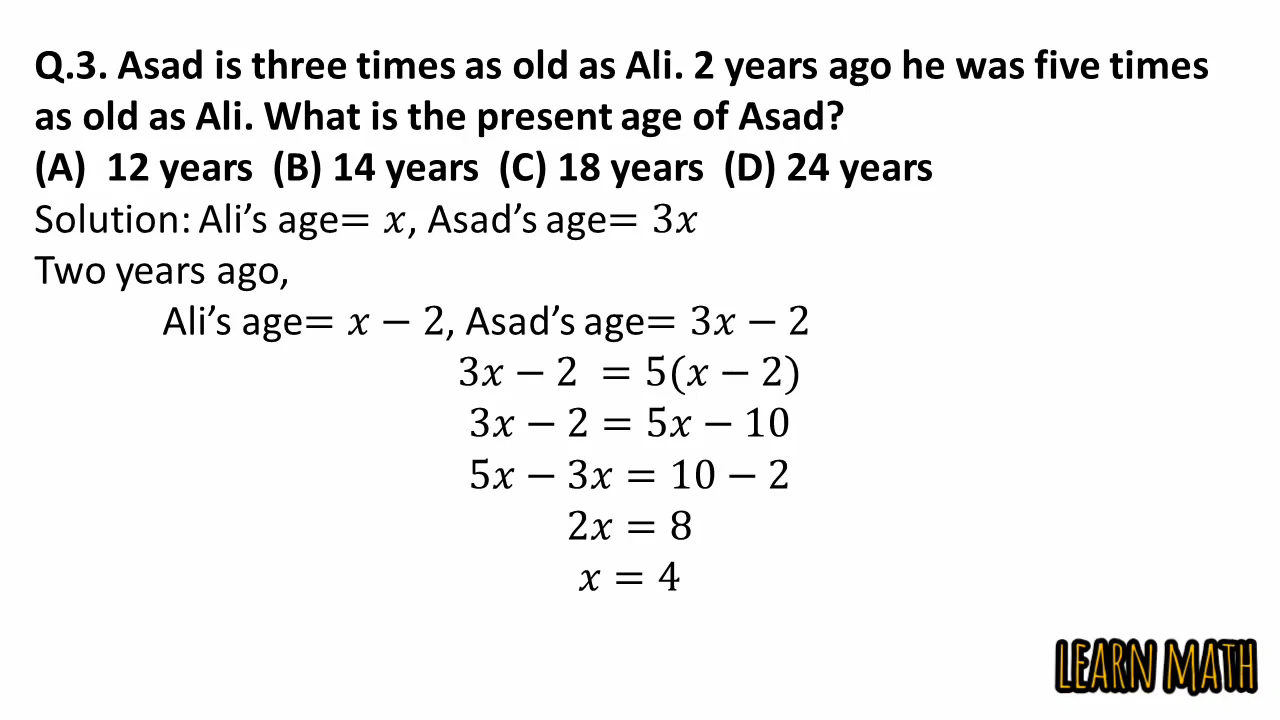 Q.3. Asad is three times as old as Ali. 2 years ago he was five times
as old as Ali. What is the present age of Asad?
(A) 12 years (B) 14 years (C) 18 years (D) 24 years
Solution: Ali’s age= 𝑥, Asad’s age= 3𝑥
Two years ago,
Ali’s age= 𝑥 − 2, Asad’s age= 3𝑥 − 2
3𝑥 − 2 = 5(𝑥 − 2)
3𝑥 − 2 = 5𝑥 − 10
5𝑥 − 3𝑥 = 10 − 2
2𝑥 = 8
𝑥 = 4
LEARN MATH